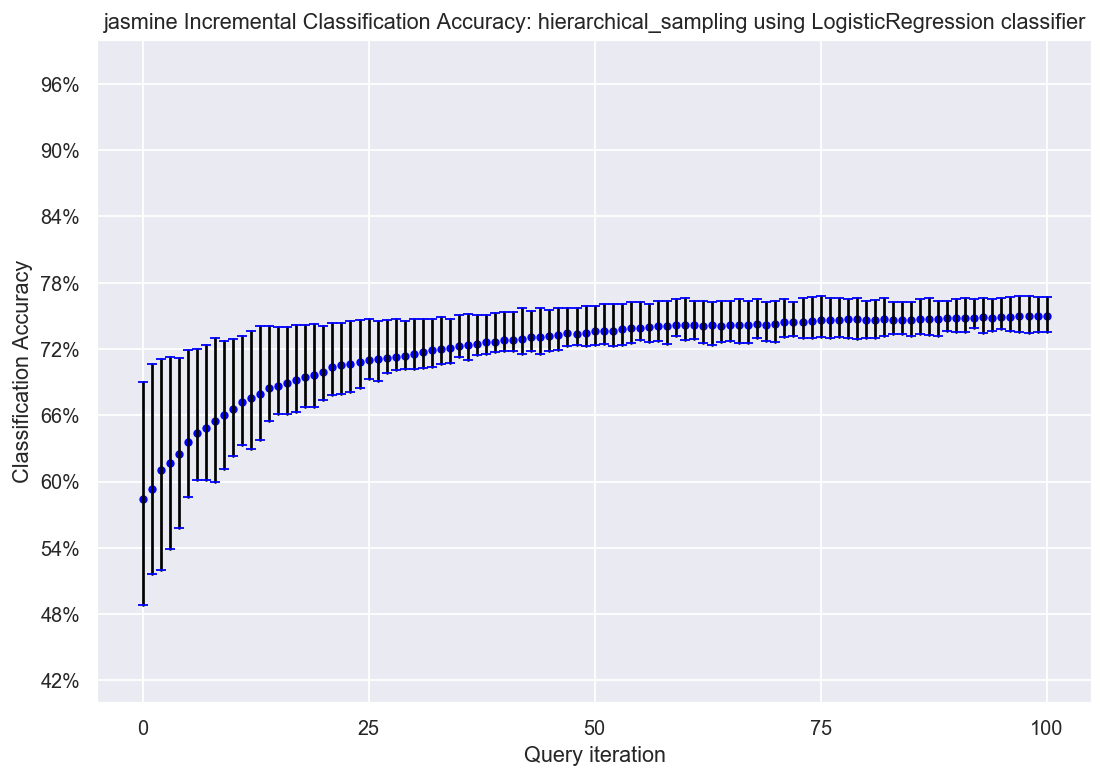 jasmine Incremental Classification Accuracy: hierarchical_sampling using LogisticRegression classifier
96%
90%
84%
78%
72%
66%
60%
54%
48%
42%
Classification Accuracy
0 25 50 75 100
Query iteration